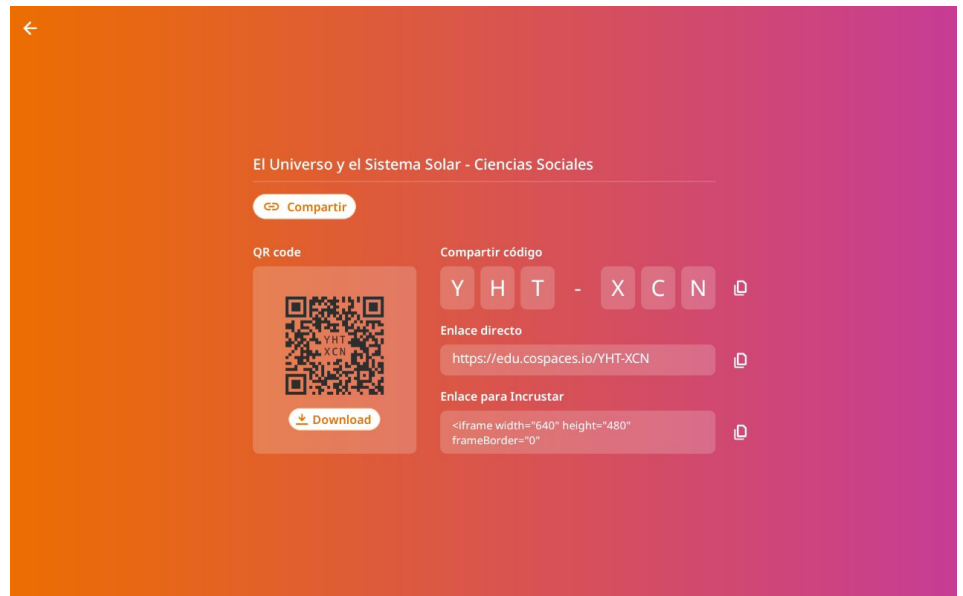 El Universo y el Sistema Solar - Ciencias Sociales
Compartir
QR code
YHT
XCN
Download
Compartir código
Y H T - X C N
Enlace directo
https://edu.cospaces.io/YHT-XCN
Enlace para Incrustar
<iframe width="640" height="480"
frameBorder="0"